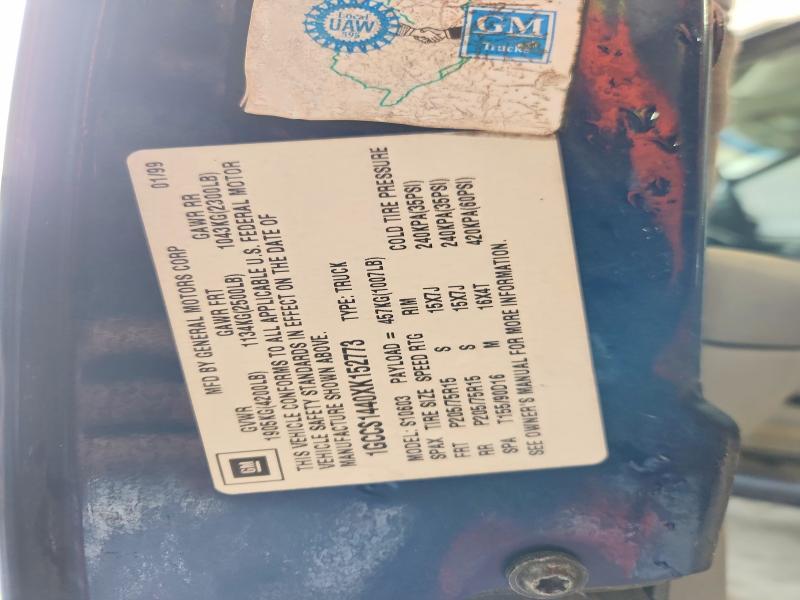 Local
UAW
595
GM
Trucks
MFD BY GENERAL MOTORS CORP 01/99
GM
GVWR GAWR FRT GAWR RR
1905KG(4200LB) 1134KG(2500LB) 1043KG(2300LB)
THIS VEHICLE CONFORMS TO ALL APPLICABLE U.S. FEDERAL MOTOR
VEHICLE SAFETY STANDARDS IN EFFECT ON THE DATE OF
MANUFACTURE SHOWN ABOVE.
1GCCS1440XK152773 TYPE: TRUCK
MODEL: S10603 PAYLOAD = 457KG(1007LB)
SPAX TIRE SIZE SPEED RTG RIM COLD TIRE PRESSURE
FRT P205/75R15 S 15X7J 240KPA(35PSI)
RR P205/75R15 S 15X7J 240KPA(35PSI)
SPA T155/90D16 M 16X4T 420KPA(60PSI)
SEE OWNER'S MANUAL FOR MORE INFORMATION.